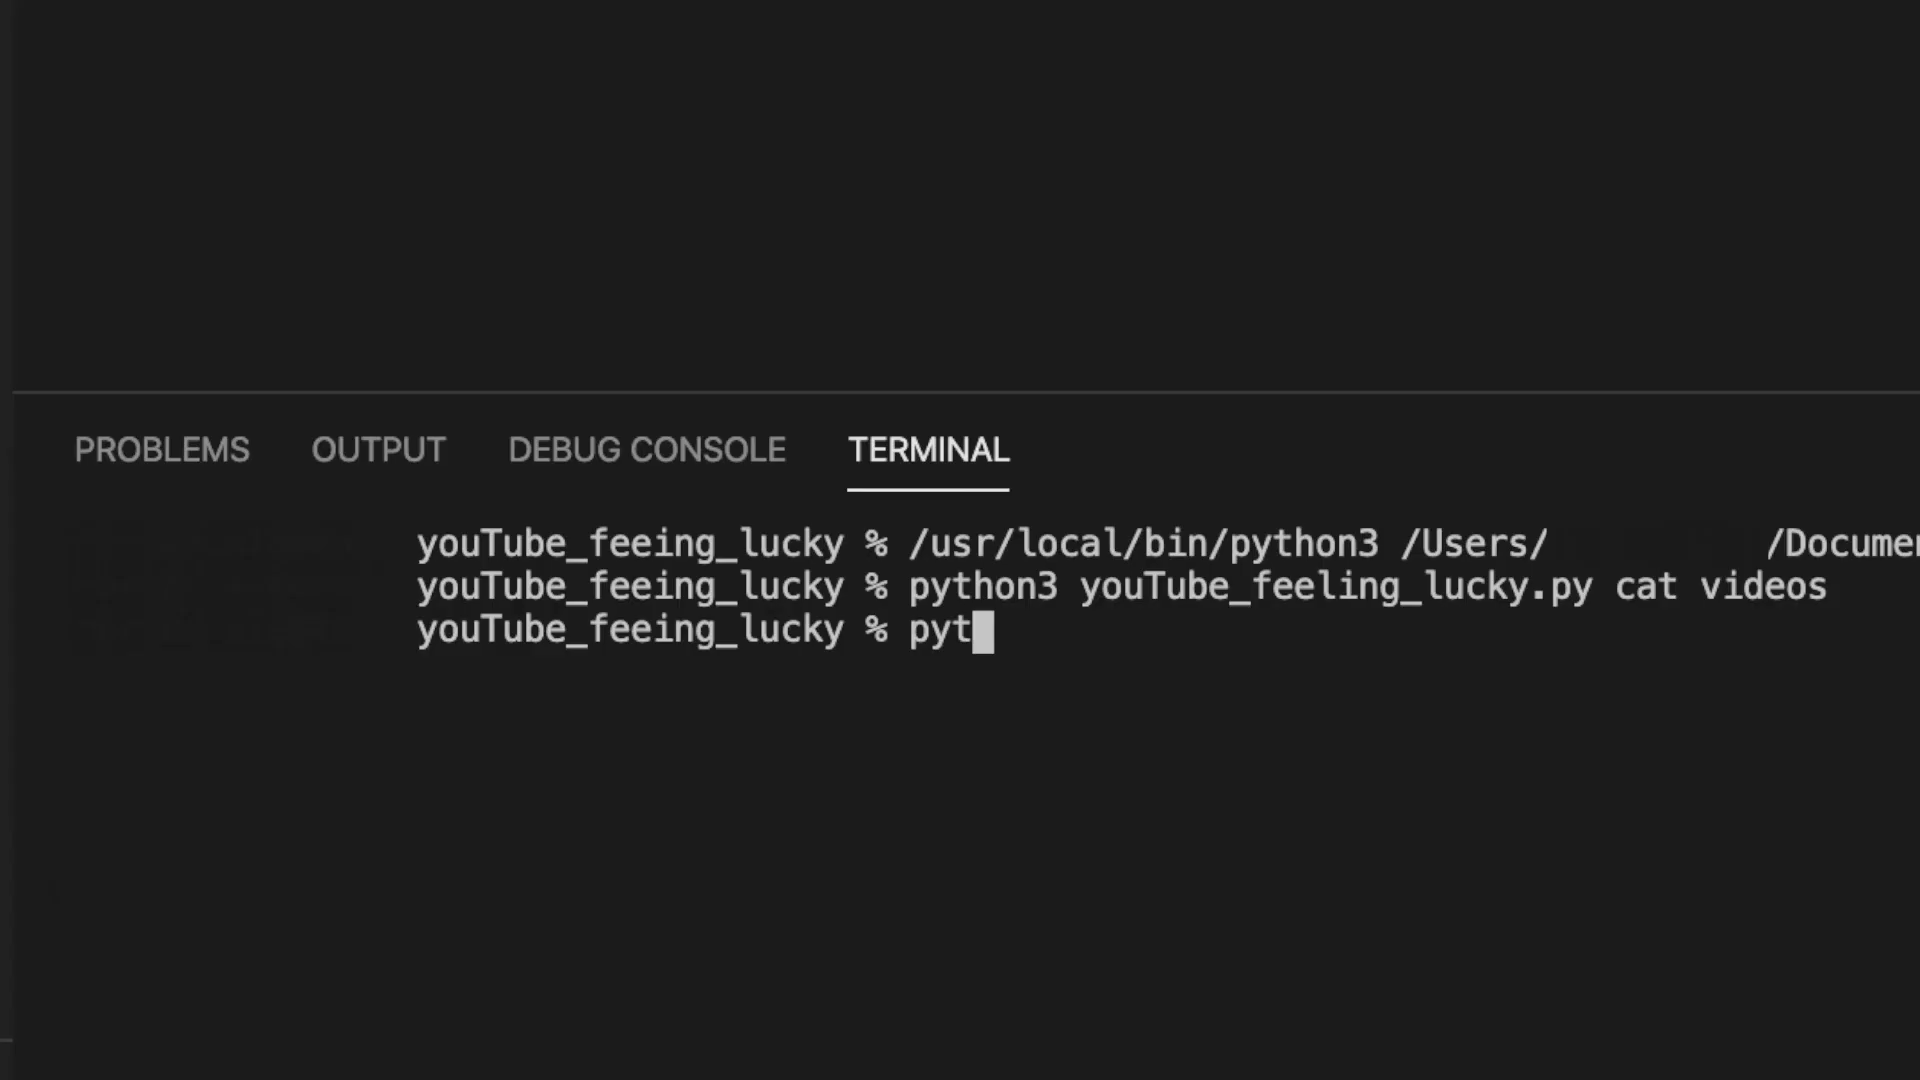 PROBLEMS OUTPUT DEBUG CONSOLE TERMINAL
youTube_feeing_lucky % /usr/local/bin/python3 /Users/ /Documen
youTube_feeing_lucky % python3 youTube_feeling_lucky.py cat videos
youTube_feeing_lucky % pyt